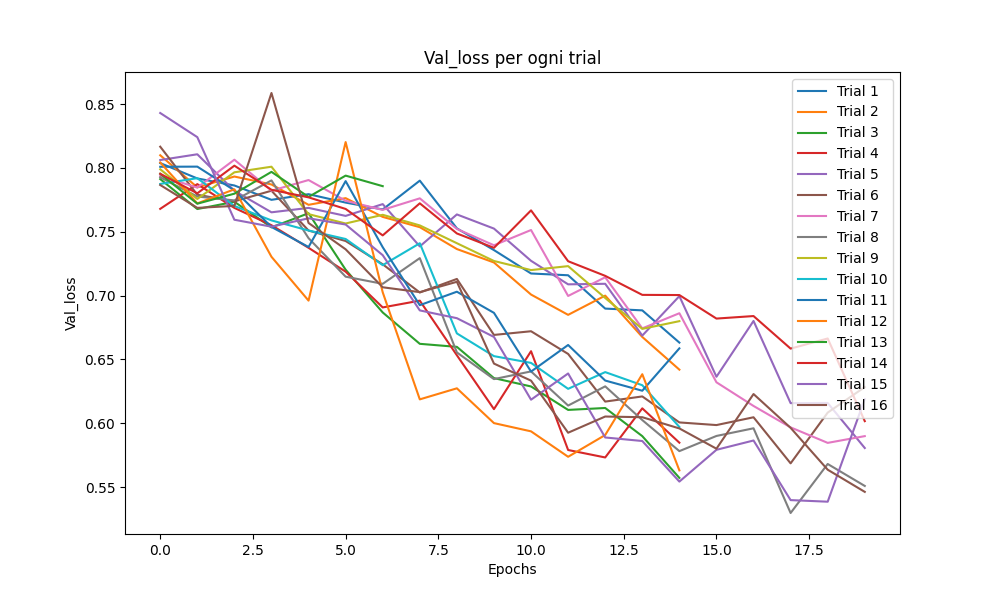 Val_loss per ogni trial
Val_loss
0.85
0.80
0.75
0.70
0.65
0.60
0.55
0.0
2.5
5.0
7.5
10.0
12.5
15.0
17.5
Epochs
Trial 1
Trial 2
Trial 3
Trial 4
Trial 5
Trial 6
Trial 7
Trial 8
Trial 9
Trial 10
Trial 11
Trial 12
Trial 13
Trial 14
Trial 15
Trial 16